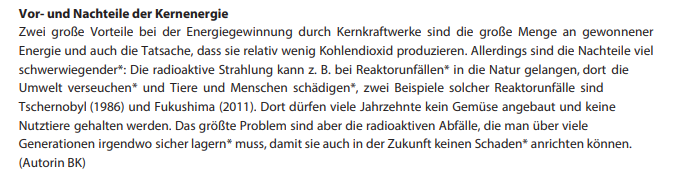 Vor- und Nachteile der Kernenergie
Zwei große Vorteile bei der Energiegewinnung durch Kernkraftwerke sind die große Menge an gewonnener
Energie und auch die Tatsache, dass sie relativ wenig Kohlendioxid produzieren. Allerdings sind die Nachteile viel
schwerwiegender*: Die radioaktive Strahlung kann z. B. bei Reaktorunfällen* in die Natur gelangen, dort die
Umwelt verseuchen* und Tiere und Menschen schädigen*, zwei Beispiele solcher Reaktorunfälle sind
Tschernobyl (1986) und Fukushima (2011). Dort dürfen viele Jahrzehnte kein Gemüse angebaut und keine
Nutztiere gehalten werden. Das größte Problem sind aber die radioaktiven Abfälle, die man über viele
Generationen irgendwo sicher lagern* muss, damit sie auch in der Zukunft keinen Schaden* anrichten können.
(Autorin BK)